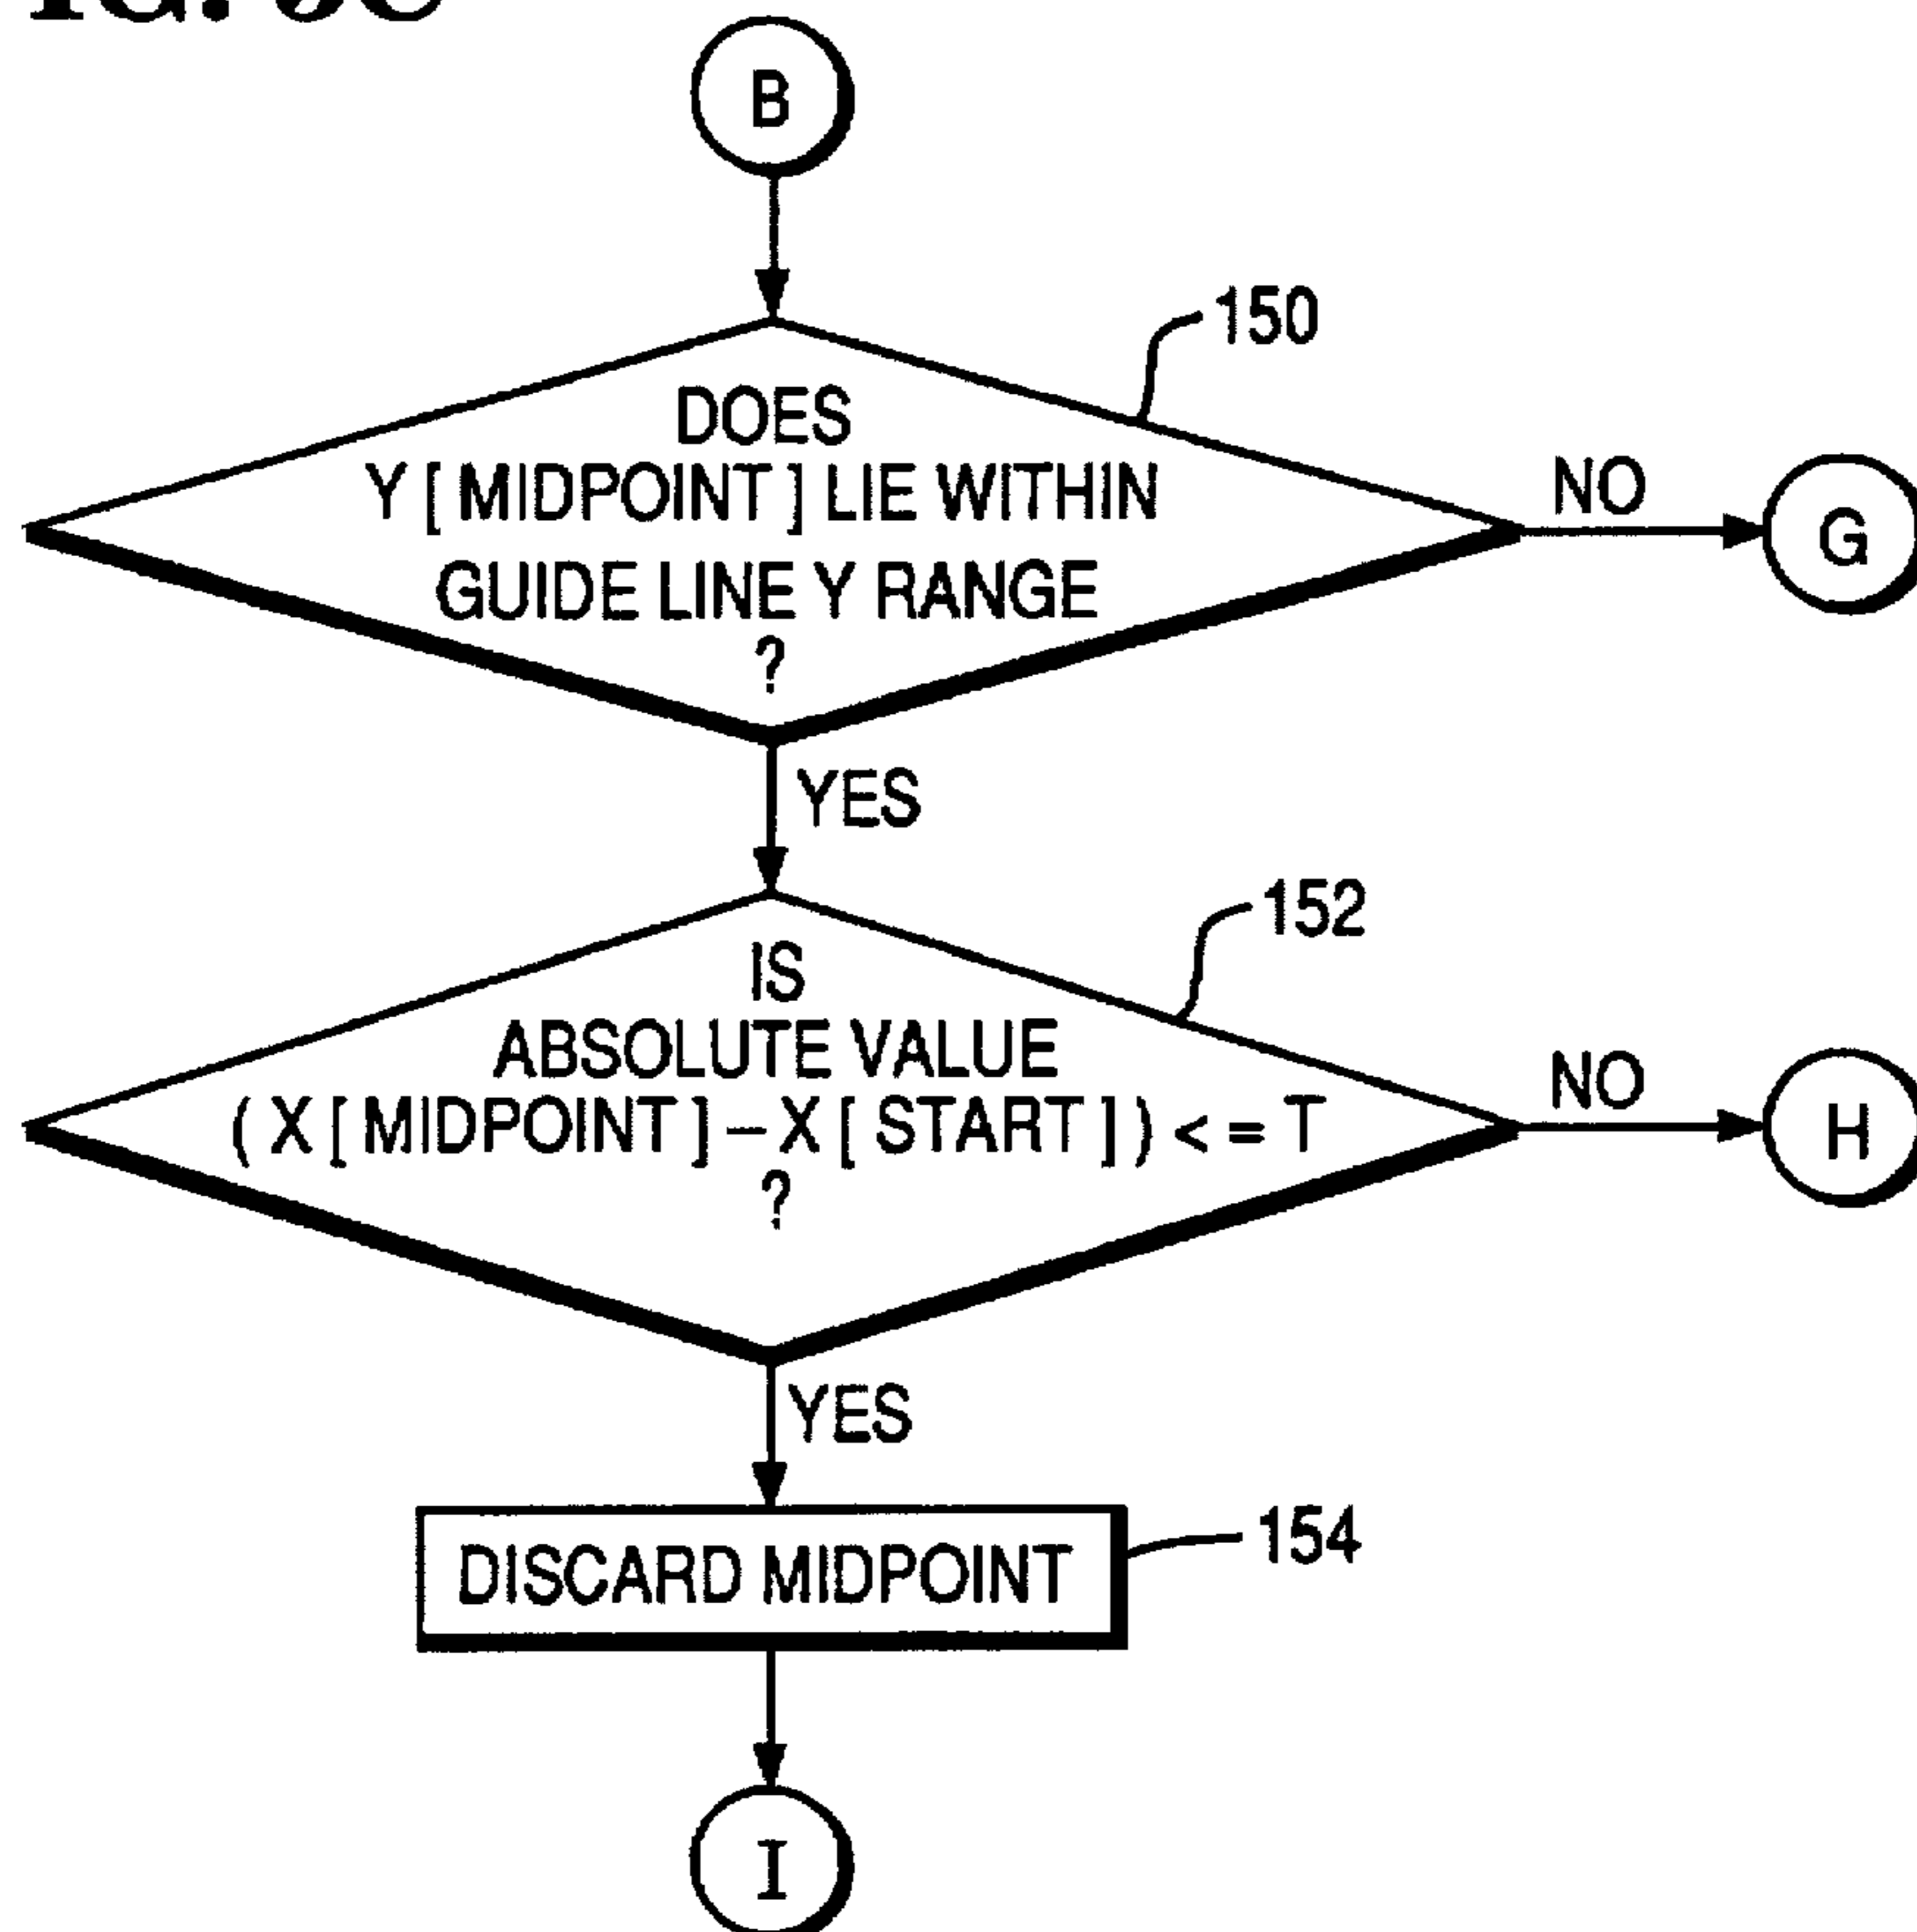 B
150
DOES
Y [ MIDPOINT ] LIE WITHIN
GUIDE LINE Y RANGE
?
NO
G
YES
152
IS
ABSOLUTE VALUE
( X [ MIDPOINT ] – X [ START ] ) < = T
?
NO
H
YES
DISCARD MIDPOINT
154
I